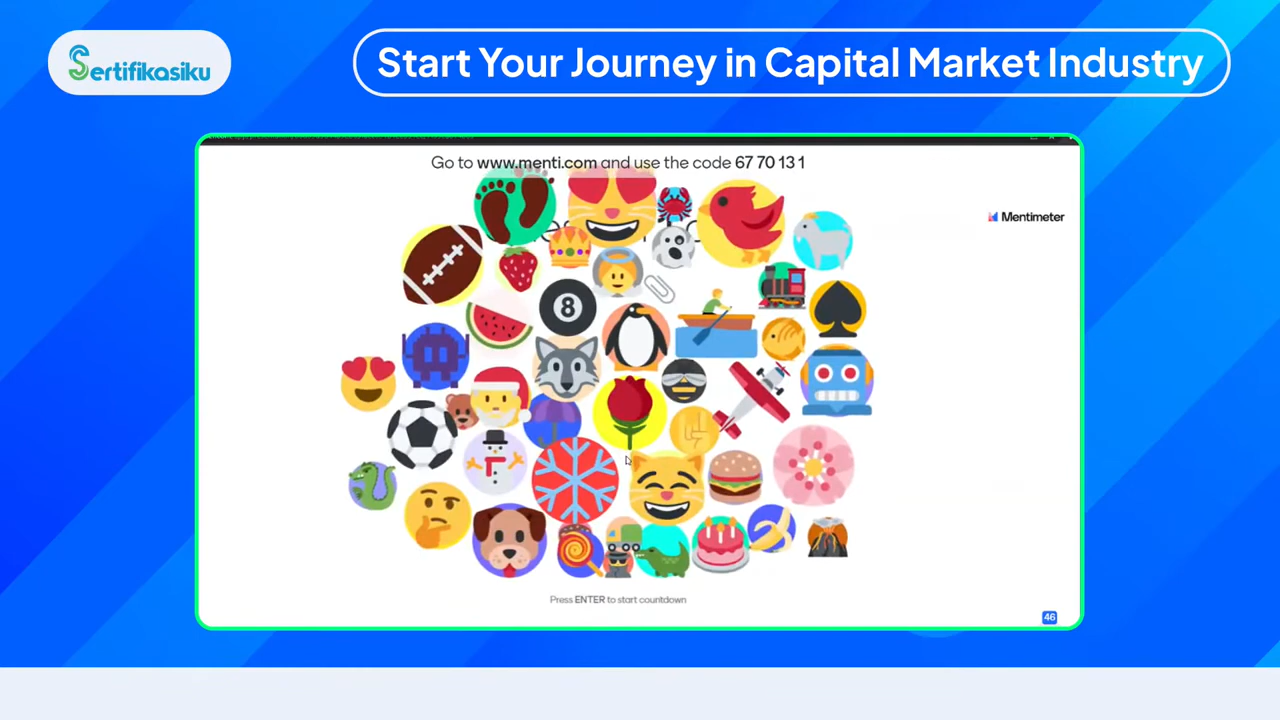 Sertifikasiku
Start Your Journey in Capital Market Industry
Go to www.menti.com and use the code 67 70 13 1
Mentimeter
8
Press ENTER to start countdown
46